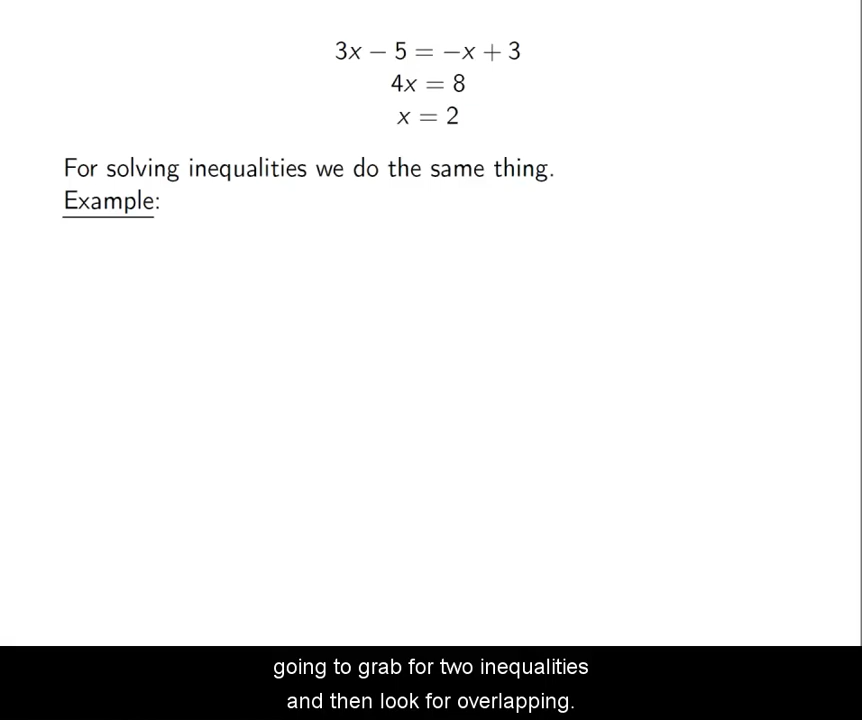 3x − 5 = −x + 3
4x = 8
x = 2
For solving inequalities we do the same thing.
Example:
going to grab for two inequalities
and then look for overlapping.